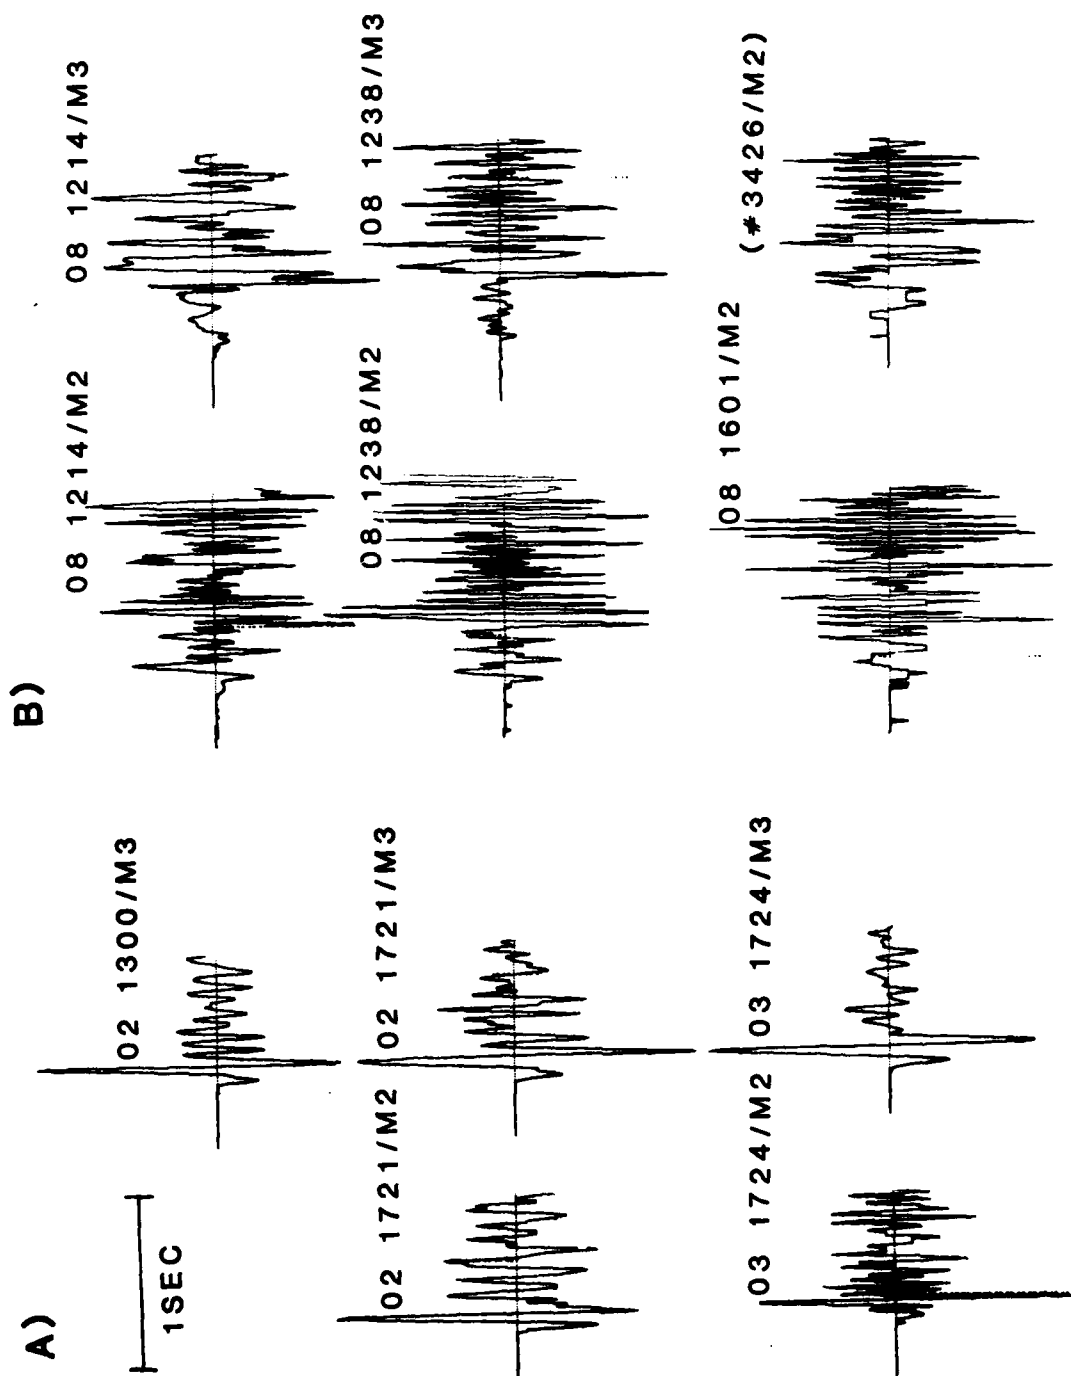 A)
1SEC
02 1300/M3
02 1721/M2
02 1721/M3
03 1724/M2
03 1724/M3
B)
08 1214/M2
08 1214/M3
08 1238/M2
08 1238/M3
08 1601/M2
(#3426/M2)